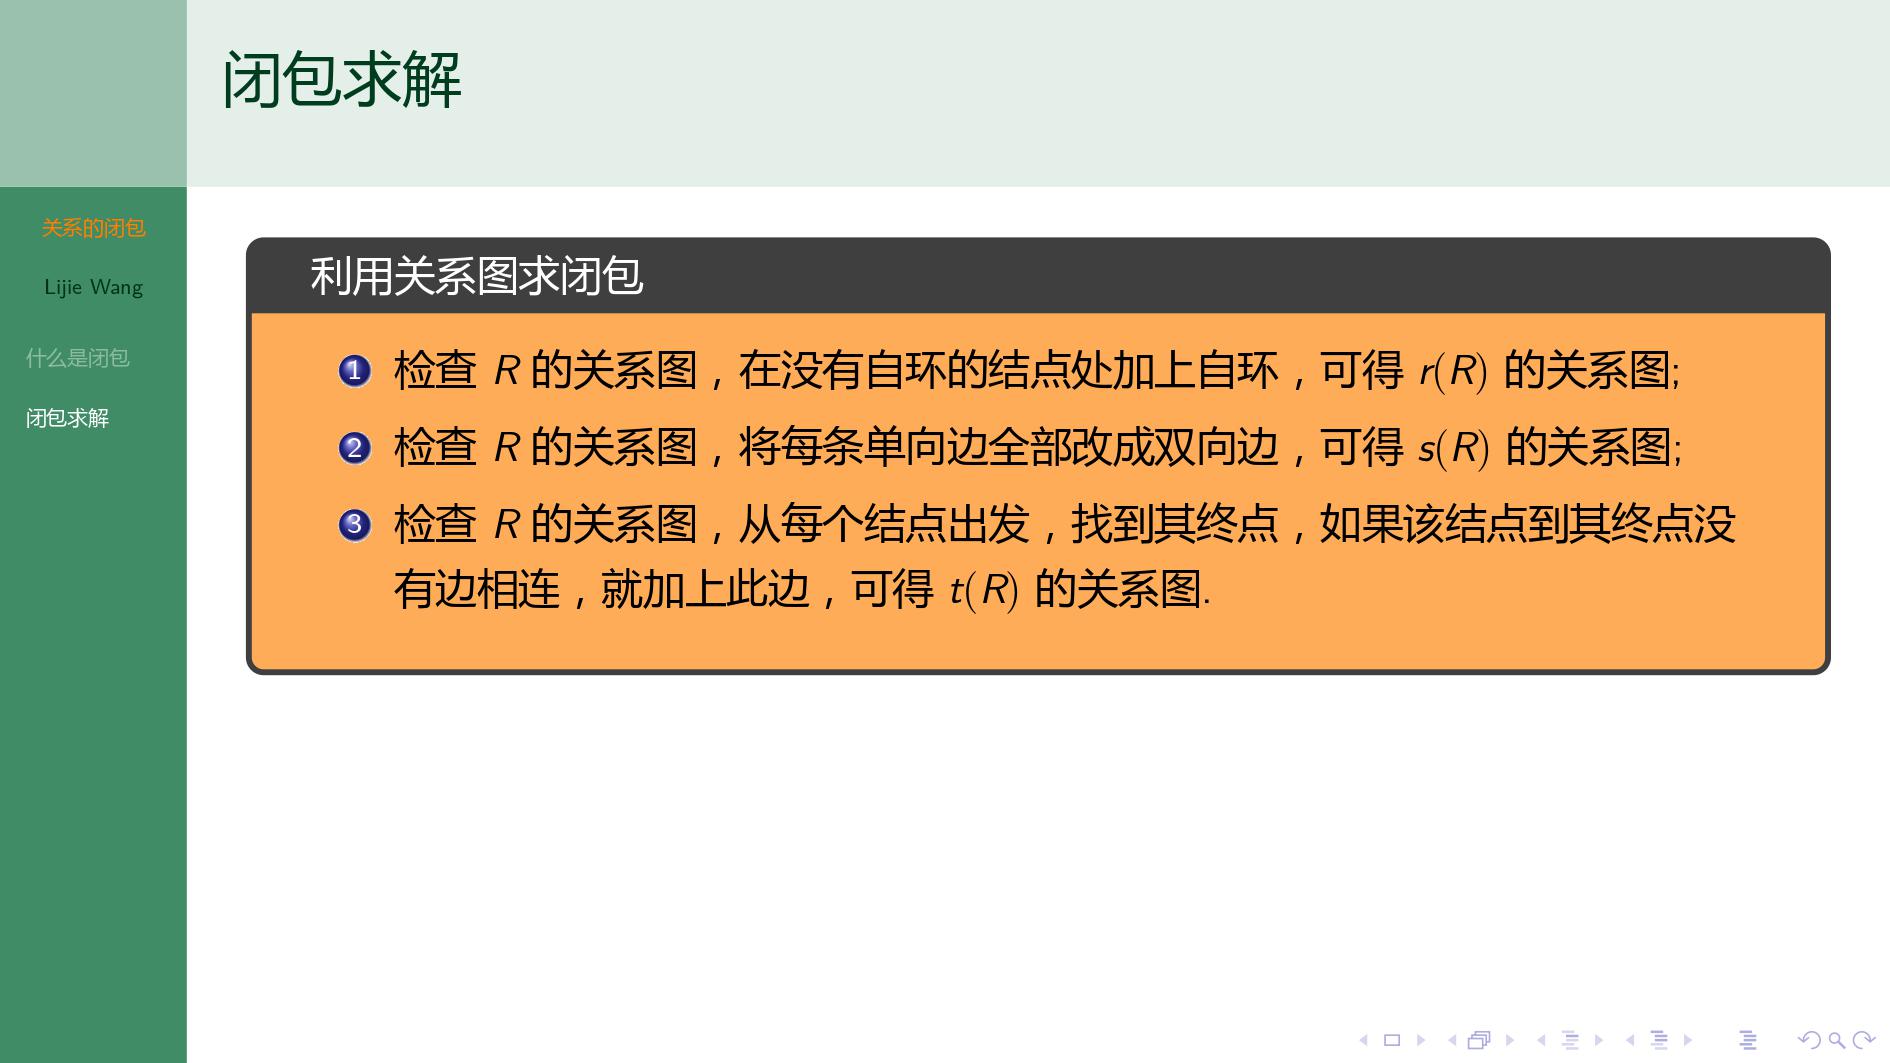 闭包求解
关系的闭包
Lijie Wang
什么是闭包
闭包求解
利用关系图求闭包
1 检查 R 的关系图，在没有自环的结点处加上自环，可得 r(R) 的关系图;
2 检查 R 的关系图，将每条单向边全部改成双向边，可得 s(R) 的关系图;
3 检查 R 的关系图，从每个结点出发，找到其终点，如果该结点到其终点没
有边相连，就加上此边，可得 t(R) 的关系图.